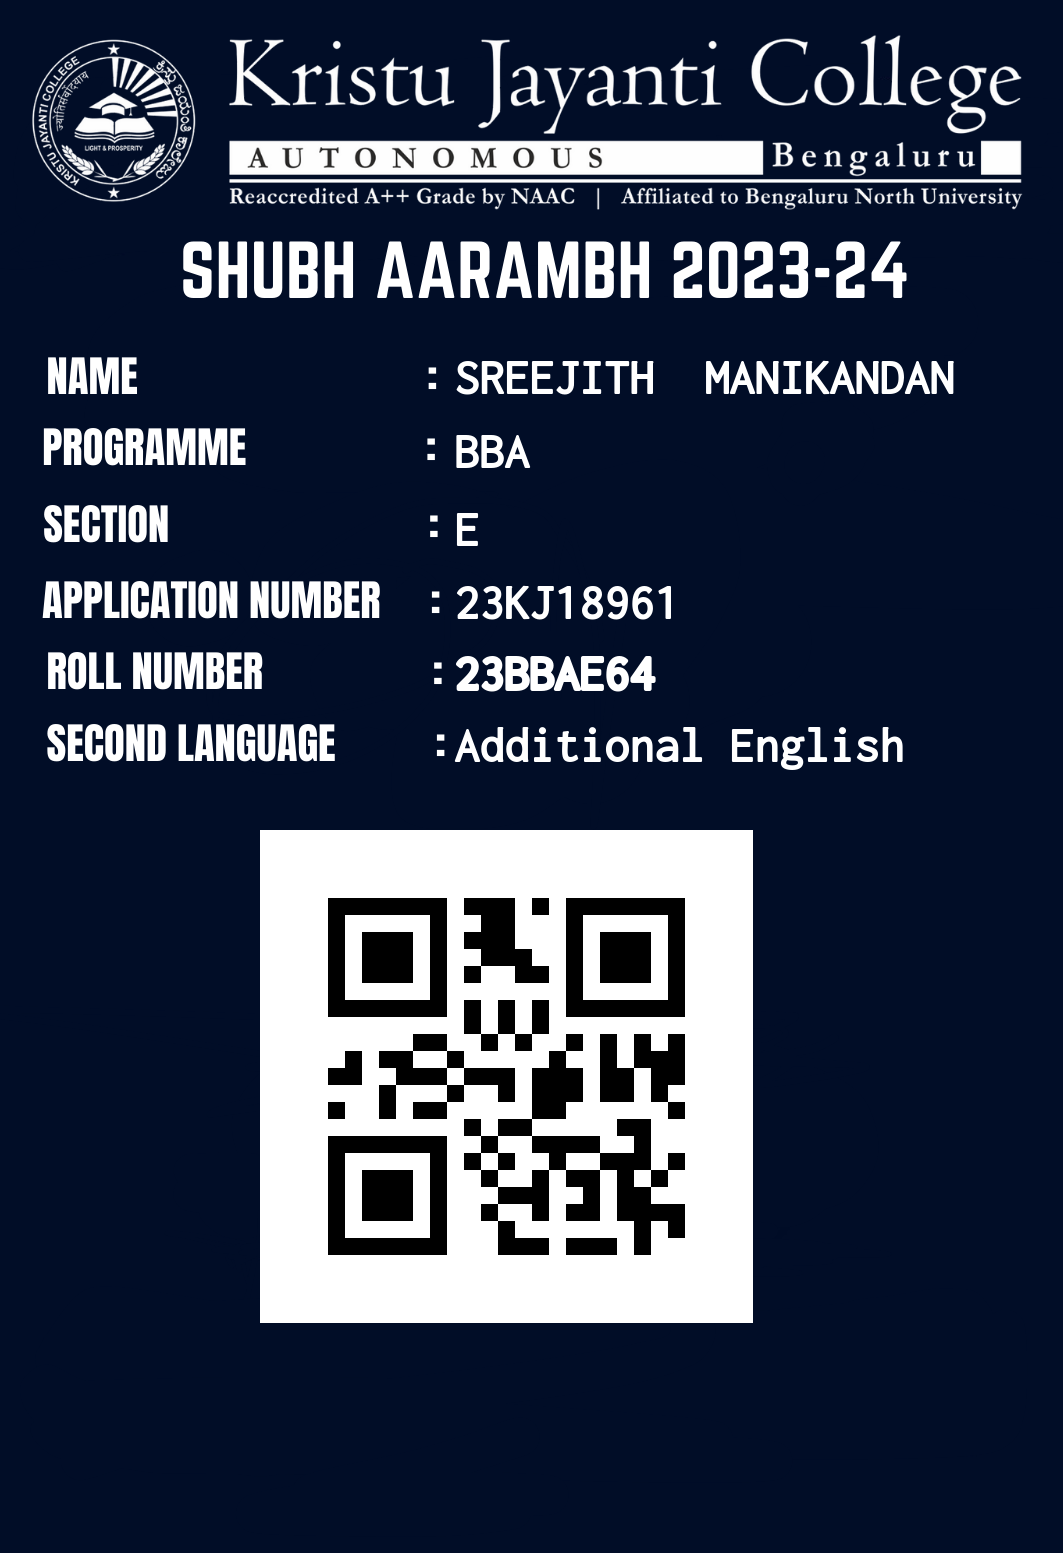 Kristu Jayanti College
AUTONOMOUS Bengaluru
Reaccredited A++ Grade by NAAC | Affiliated to Bengaluru North University
KRISTU JAYANTI COLLEGE
LIGHT & PROSPERITY
SHUBH AARAMBH 2023-24
NAME : SREEJITH MANIKANDAN
PROGRAMME : BBA
SECTION : E
APPLICATION NUMBER : 23KJ18961
ROLL NUMBER : 23BBAE64
SECOND LANGUAGE : Additional English